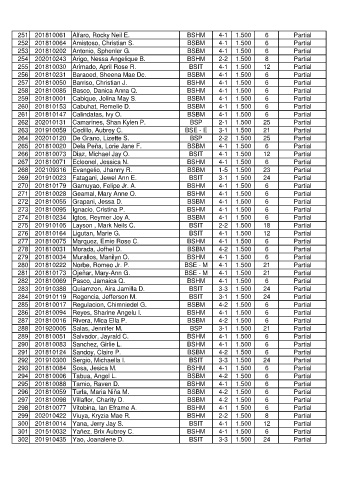 251 201810061 Alfaro, Rocky Neil E. BSHM 4-1 1.500 6 Partial
252 201810064 Amistoso, Christian S. BSBM 4-1 1.500 6 Partial
253 201810202 Antonio, Sphenler G. BSBM 4-1 1.500 6 Partial
254 202010243 Arigo, Nessa Angelique B. BSHM 2-2 1.500 8 Partial
255 201810030 Arimado, April Rose R. BSIT 4-1 1.500 12 Partial
256 201810231 Baraoed, Sheena Mae Dc. BSBM 4-1 1.500 6 Partial
257 201810050 Barriso, Christian J. BSHM 4-1 1.500 6 Partial
258 201810086 Basco, Danica Anna Q. BSHM 4-1 1.500 6 Partial
259 201810001 Cabique, Jolina May S. BSBM 4-1 1.500 6 Partial
260 201810153 Cabuhat, Remelie D. BSBM 4-1 1.500 6 Partial
261 201810147 Calindatas, Ivy O. BSBM 4-1 1.500 6 Partial
262 202010131 Camarines, Shan Kylen P. BSP 2-1 1.500 25 Partial
263 201910059 Cedillo, Aubrey C. BSE - E 3-1 1.500 21 Partial
264 202010120 De Grano, Lorette S. BSP 2-2 1.500 25 Partial
265 201810020 Dela Peña, Lorie Jane F. BSBM 4-1 1.500 6 Partial
266 201810073 Diaz, Michael Jay O. BSIT 4-1 1.500 12 Partial
267 201810071 Ecleonel, Jessica N. BSHM 4-1 1.500 6 Partial
268 202109316 Evangelio, Jhanrry R. BSBM 1-5 1.500 23 Partial
269 201910023 Fatagani, Jewel Ann E. BSIT 3-1 1.500 24 Partial
270 201810179 Gamuyao, Felipe Jr. A. BSHM 4-1 1.500 6 Partial
271 201810028 Geamal, Mary Anne O. BSHM 4-1 1.500 6 Partial
272 201810055 Grapani, Jessa D. BSBM 4-1 1.500 6 Partial
273 201810095 Ignacio, Cristina P. BSHM 4-1 1.500 6 Partial
274 201810234 Igros, Reymer Joy A. BSBM 4-1 1.500 6 Partial
275 201910105 Layson , Mark Neils C. BSIT 2-2 1.500 18 Partial
276 201810164 Ligutan, Marie G. BSIT 4-1 1.500 12 Partial
277 201810075 Marquez, Emie Rose C. BSHM 4-1 1.500 6 Partial
278 201810031 Morada, Jofhel D. BSBM 4-2 1.500 6 Partial
279 201810034 Murallos, Marilyn O. BSHM 4-1 1.500 6 Partial
280 201810222 Norbe, Romeo Jr. P. BSE - M 4-1 1.500 21 Partial
281 201810173 Ojeñar, Mary-Ann G. BSE - M 4-1 1.500 21 Partial
282 201810069 Pasco, Jamaica Q. BSHM 4-1 1.500 6 Partial
283 201910388 Quiamzon, Ara Jamilla D. BSIT 3-3 1.500 24 Partial
284 201910119 Regencia, Jefferson M. BSIT 3-1 1.500 24 Partial
285 201810017 Regulacion, Chimniedel G. BSBM 4-2 1.500 6 Partial
286 201810094 Reyes, Sharine Angelu I. BSHM 4-1 1.500 6 Partial
287 201810016 Rivora, Mica Ella P. BSBM 4-2 1.500 6 Partial
288 201920005 Salas, Jennifer M. BSP 3-1 1.500 21 Partial
289 201810051 Salvador, Jayrald C. BSHM 4-1 1.500 6 Partial
290 201810083 Sanchez, Girlie L. BSHM 4-1 1.500 6 Partial
291 201810124 Sandoy, Claire P. BSBM 4-2 1.500 6 Partial
292 201910300 Sergio, Michaella I. BSIT 3-3 1.500 24 Partial
293 201810084 Sosa, Jesica M. BSHM 4-1 1.500 6 Partial
294 201810006 Tabua, Angel L. BSBM 4-2 1.500 6 Partial
295 201810088 Tamio, Raven D. BSHM 4-1 1.500 6 Partial
296 201810059 Turla, Maria Niña M. BSBM 4-2 1.500 6 Partial
297 201810098 Villaflor, Charity D. BSBM 4-2 1.500 6 Partial
298 201810077 Vitobina, Ian Eframe A. BSHM 4-1 1.500 6 Partial
299 202010422 Viuya, Kryzia Mae R. BSHM 2-2 1.500 8 Partial
300 201810014 Yana, Jerry Jay S. BSIT 4-1 1.500 12 Partial
301 201510032 Yañez, Brix Aubrey C. BSHM 4-1 1.500 6 Partial
302 201910435 Yao, Joanalene D. BSIT 3-3 1.500 24 Partial